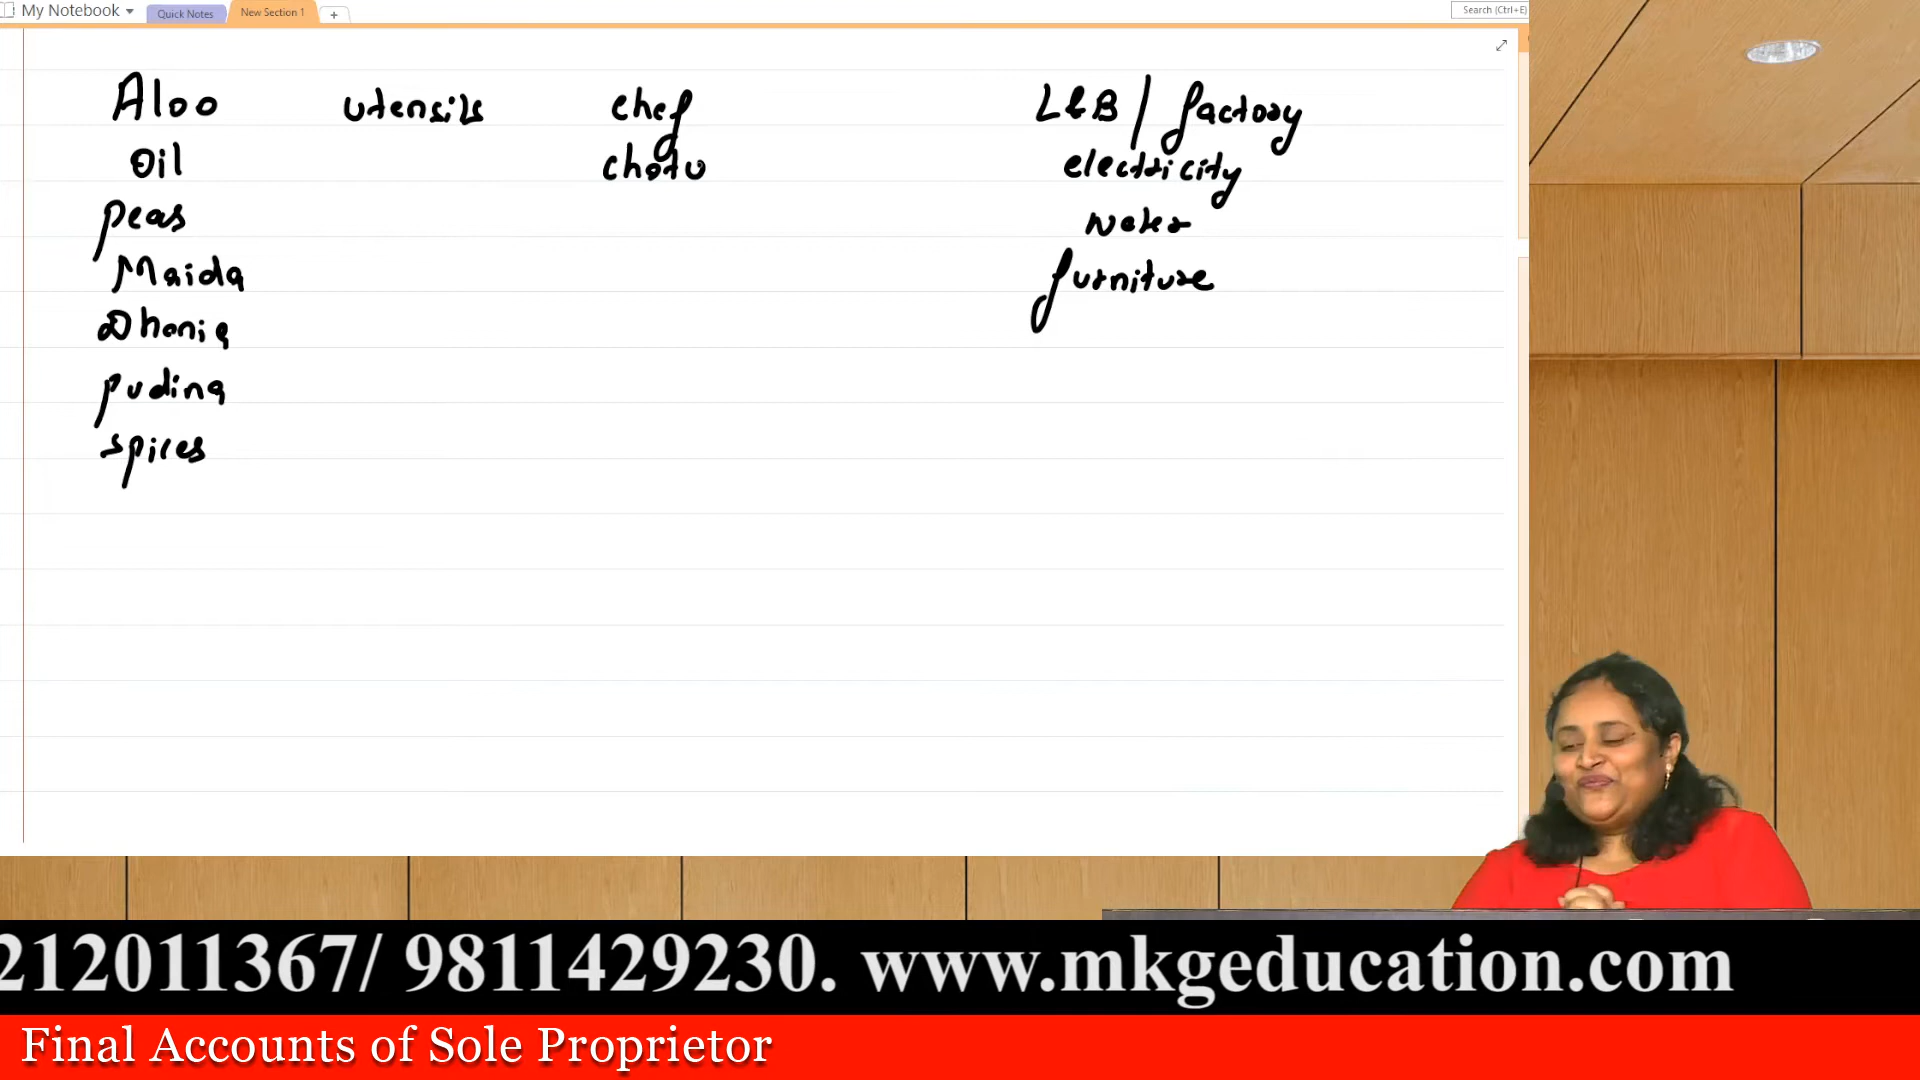 My Notebook
Quick Notes
New Section 1
Search (Ctrl+E)
Aloo utensils chef L&B / factory
Oil chotu electricity
peas water
Maida furniture
Dhania
pudina
spices
212011367/ 9811429230. www.mkgeducation.com
Final Accounts of Sole Proprietor